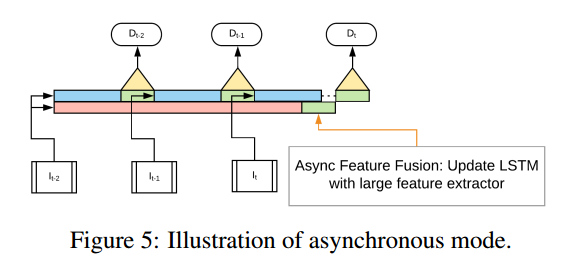 Dt-2 Dt-1 Dt
It-2 It-1 It
Async Feature Fusion: Update LSTM
with large feature extractor
Figure 5: Illustration of asynchronous mode.